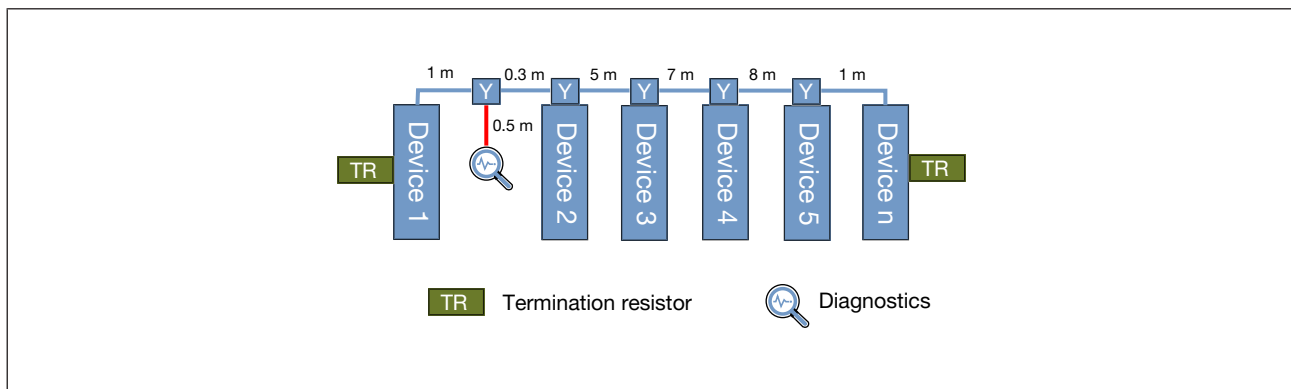 1 m 0.3 m 5 m 7 m 8 m 1 m
Y Y Y Y Y
0.5 m
Device 1 Device 2 Device 3 Device 4 Device 5 Device n
TR TR
TR Termination resistor Diagnostics